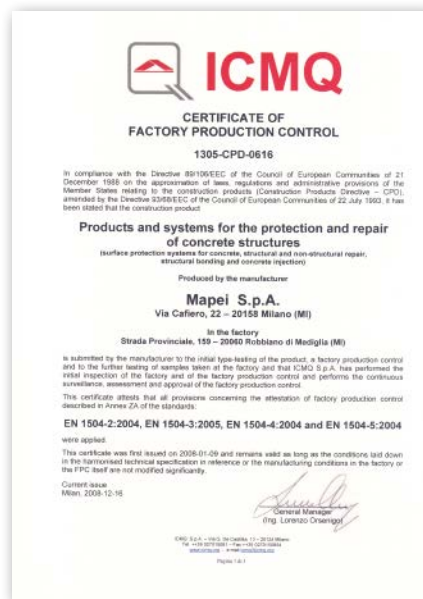 ICMQ
CERTIFICATE OF
FACTORY PRODUCTION CONTROL
1305-CPD-0616
In compliance with the Directive 89/106/EEC of the Council of European Communities of 21
December 1988 on the approximation of laws, regulations and administrative provisions of the
Member States relating to the construction products (Construction Products Directive – CPD),
amended by the Directive 93/68/EEC of the Council of European Communities of 22 July 1993, it has
been stated that the construction product
Products and systems for the protection and repair
of concrete structures
(surface protection systems for concrete, structural and non-structural repair,
structural bonding and concrete injection)
Produced by the manufacturer
Mapei S.p.A.
Via Cafiero, 22 – 20158 Milano (MI)
In the factory
Strada Provinciale, 159 – 20060 Robbiano di Mediglia (MI)
is submitted by the manufacturer to the initial type-testing of the product, a factory production control
and to the further testing of samples taken at the factory and that ICMQ S.p.A. has performed the
initial inspection of the factory and of the factory production control and performs the continuous
surveillance, assessment and approval of the factory production control.
This certificate attests that all provisions concerning the attestation of factory production control
described in Annex ZA of the standards:
EN 1504-2:2004, EN 1504-3:2005, EN 1504-4:2004 and EN 1504-5:2004
were applied.
This certificate was first issued on 2008-01-09 and remains valid as long as the conditions laid down
in the harmonised technical specification in reference or the manufacturing conditions in the factory or
the FPC itself are not modified significantly.
Current issue
Milan, 2008-12-16
General Manager
(Ing. Lorenzo Orsenigo)
ICMQ S.p.A. – Via G. De Castillia, 10 – 20124 Milano